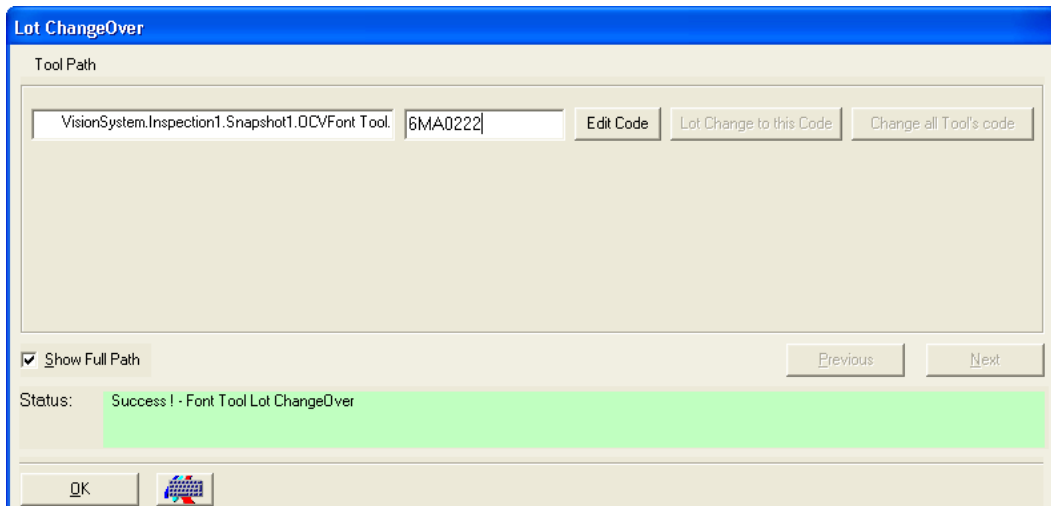 Lot ChangeOver
Tool Path
VisionSystem.Inspection1.Snapshot1.OCVFont Tool. 6MA0222 Edit Code Lot Change to this Code Change all Tool's code
Show Full Path Previous Next
Status: Success ! - Font Tool Lot ChangeOver
OK